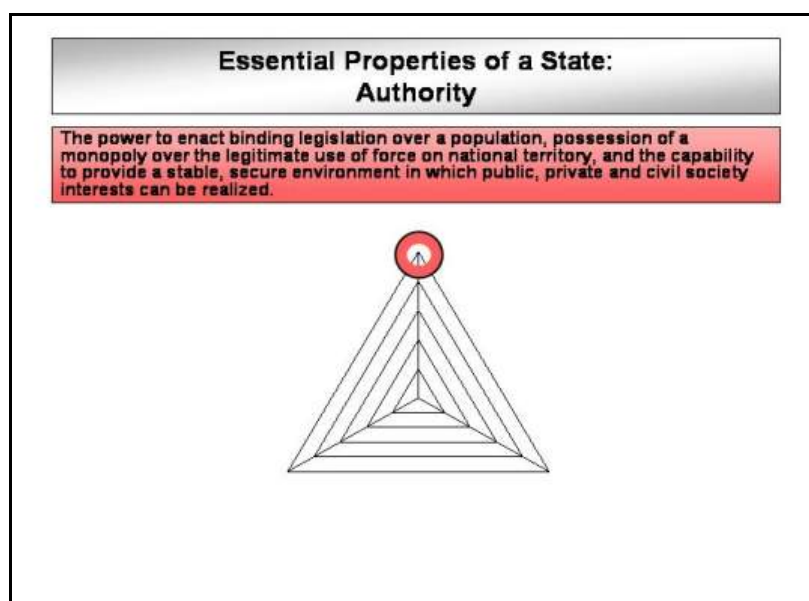 Essential Properties of a State:
Authority
The power to enact binding legislation over a population, possession of a
monopoly over the legitimate use of force on national territory, and the capability
to provide a stable, secure environment in which public, private and civil society
interests can be realized.